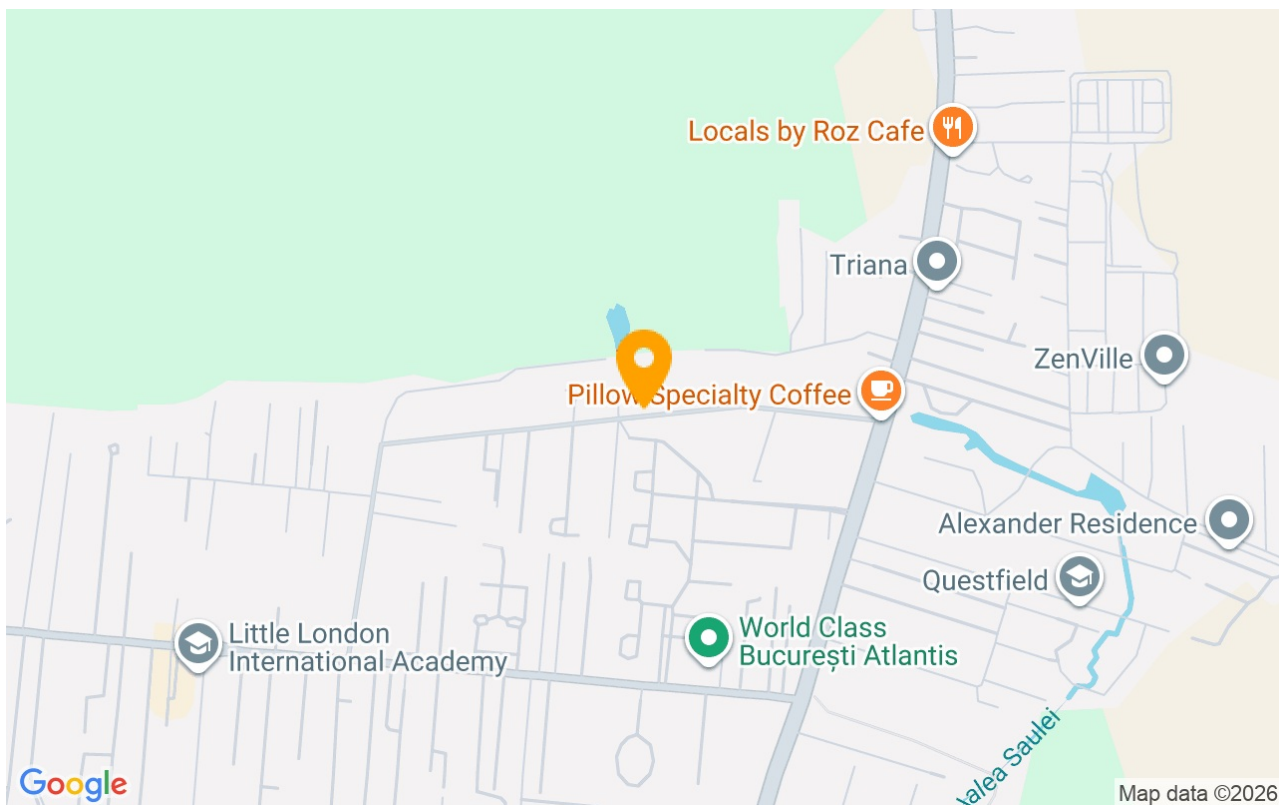 Locals by Roz Cafe
Triana
ZenVille
Pillow Specialty Coffee
Alexander Residence
Questfield
Little London
International Academy
World Class
București Atlantis
Valea Saulei
Google
Map data ©2026